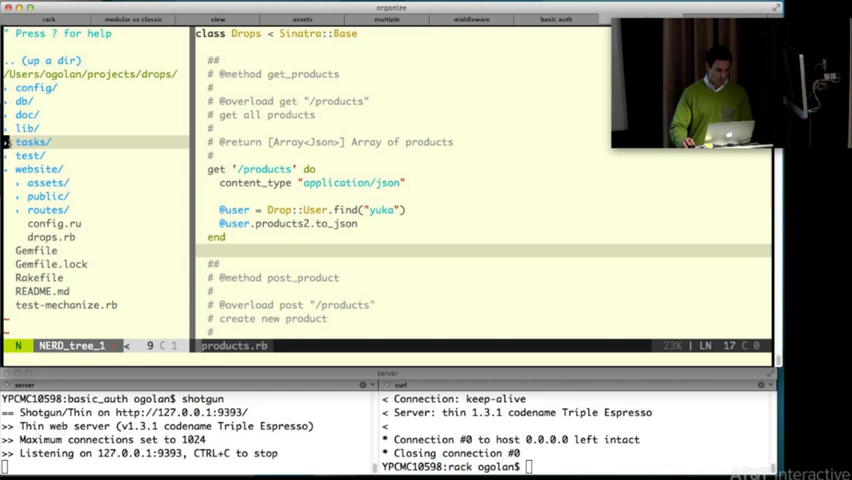 organize
rack modular vs classic view assets multiple middleware basic auth
" Press ? for help
.. (up a dir)
/Users/ogolan/projects/drops/
config/
db/
doc/
lib/
tasks/
test/
website/
assets/
public/
routes/
config.ru
drops.rb
Gemfile
Gemfile.lock
Rakefile
README.md
test-mechanize.rb
~
~
N NERD_tree_1 < 9 C 1
class Drops < Sinatra::Base
##
# @method get_products
#
# @overload get "/products"
# get all products
#
# @return [Array<Json>] Array of products
#
get '/products' do
content_type "application/json"
@user = Drop::User.find("yuka")
@user.products2.to_json
end
##
# @method post_product
#
# @overload post "/products"
# create new product
#
products.rb 23% | LN 17 C 0
server
server
YPCMC10598:basic_auth ogolan$ shotgun
== Shotgun/Thin on http://127.0.0.1:9393/
>> Thin web server (v1.3.1 codename Triple Espresso)
>> Maximum connections set to 1024
>> Listening on 127.0.0.1:9393, CTRL+C to stop
curl
< Connection: keep-alive
< Server: thin 1.3.1 codename Triple Espresso
<
* Connection #0 to host 0.0.0.0 left intact
* Closing connection #0
YPCMC10598:rack ogolan$
AT&T Interactive